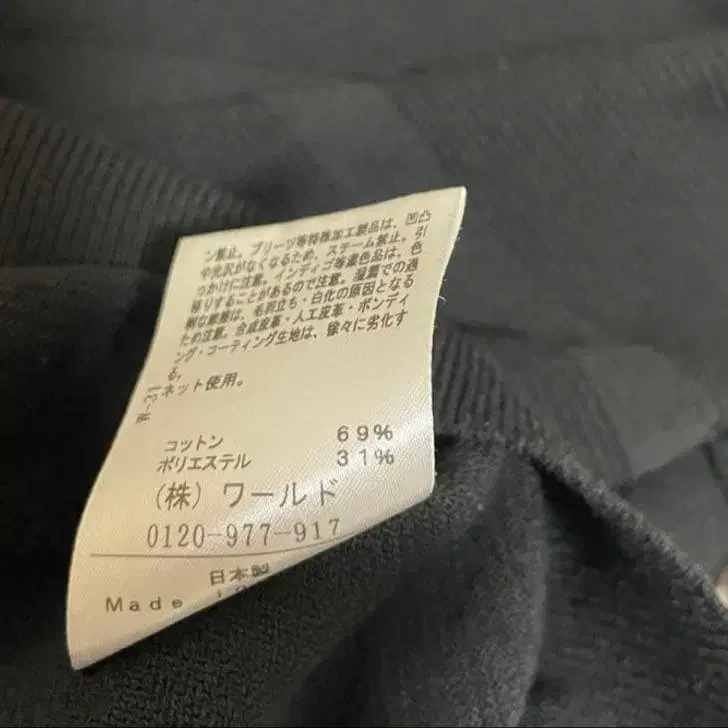 ン禁止。プリーツ等特殊加工製品は、凹凸
や光沢がなくなるため、スチーム禁止。引
っかけに注意。インディゴ等濃色品は、色
移りすることがあるので注意。湿潤での過
剰な摩擦は、毛羽立ち・白化の原因となる
ため注意。合成皮革・人工皮革・ボンディ
ング・コーティング生地は、徐々に劣化す
る。
ネット使用。
コットン 69%
ポリエステル 31%
(株)ワールド
0120-977-917
日本製
Made